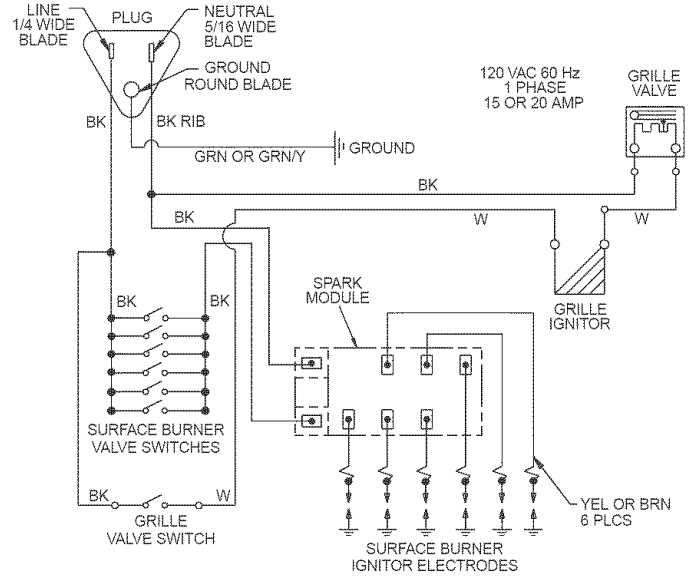 LINE
1/4 WIDE
BLADE
PLUG
NEUTRAL
5/16 WIDE
BLADE
GROUND
ROUND BLADE
120 VAC 60 Hz
1 PHASE
15 OR 20 AMP
GRILLE
VALVE
BK
BK RIB
GRN OR GRN/Y
GROUND
BK
BK
W
W
SPARK
MODULE
GRILLE
IGNITOR
BK
BK
SURFACE BURNER
VALVE SWITCHES
BK
W
GRILLE
VALVE SWITCH
YEL OR BRN
6 PLCS
SURFACE BURNER
IGNITOR ELECTRODES